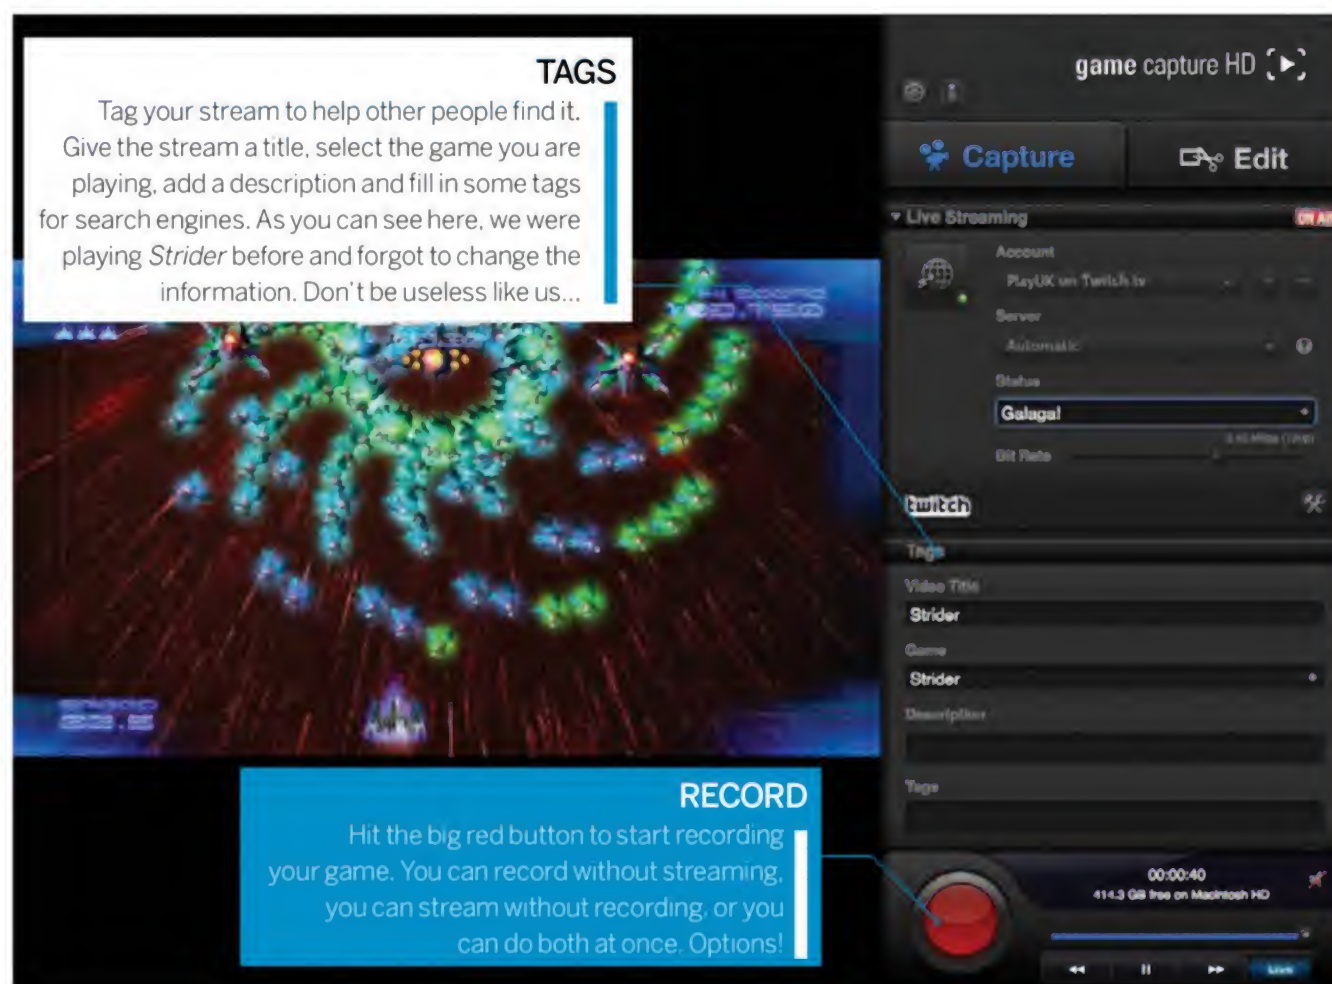 TAGS
Tag your stream to help other people find it.
Give the stream a title, select the game you are
playing, add a description and fill in some tags
for search engines. As you can see here, we were
playing Strider before and forgot to change the
information. Don't be useless like us...
game capture HD
Capture
Edit
Live Streaming
ON AIR
Account
PlayUK on Twitch.tv
Server
Automatic
Status
Galaga!
Bit Rate
twitch
Tags
Video Title
Strider
Game
Strider
Description
Tags
RECORD
Hit the big red button to start recording
your game. You can record without streaming,
you can stream without recording, or you
can do both at once. Options!
00:00:40
414.3 GB free on Macintosh HD
Live